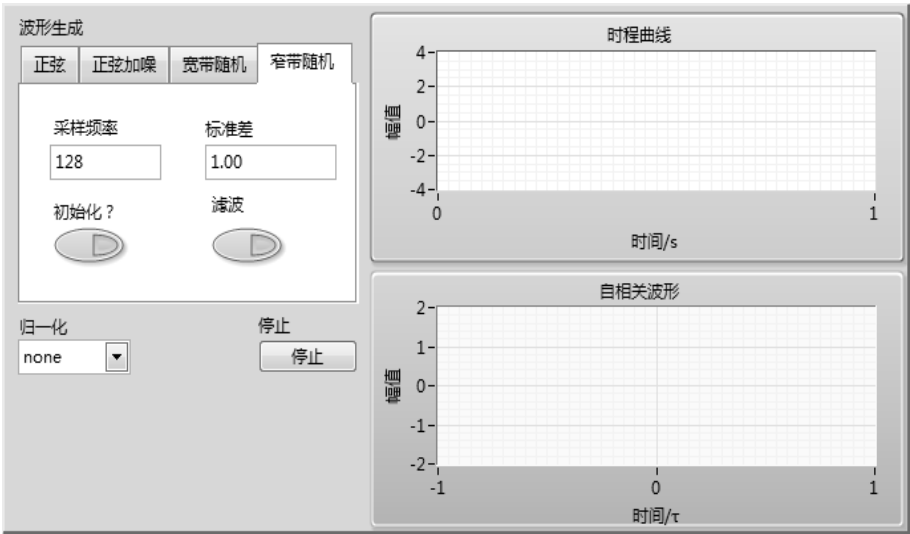 波形生成
正弦 正弦加噪 宽带随机 窄带随机
采样频率 标准差
128 1.00
初始化？ 滤波
归一化 停止
none 停止
时程曲线
幅值
4
2
0
-2
-4
0 1
时间/s
自相关波形
幅值
2
1
0
-1
-2
-1 0 1
时间/τ